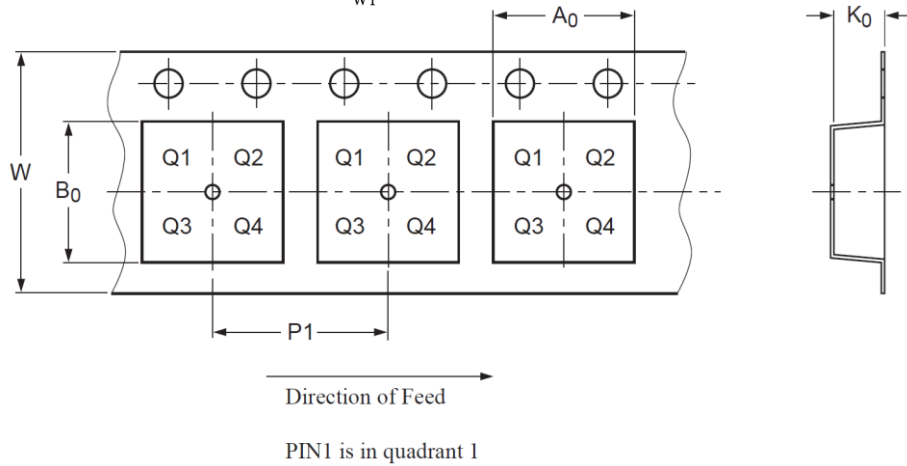 W1
A0
K0
Q1 Q2 Q1 Q2 Q1 Q2
W
B0
Q3 Q4 Q3 Q4 Q3 Q4
P1
Direction of Feed
PIN1 is in quadrant 1